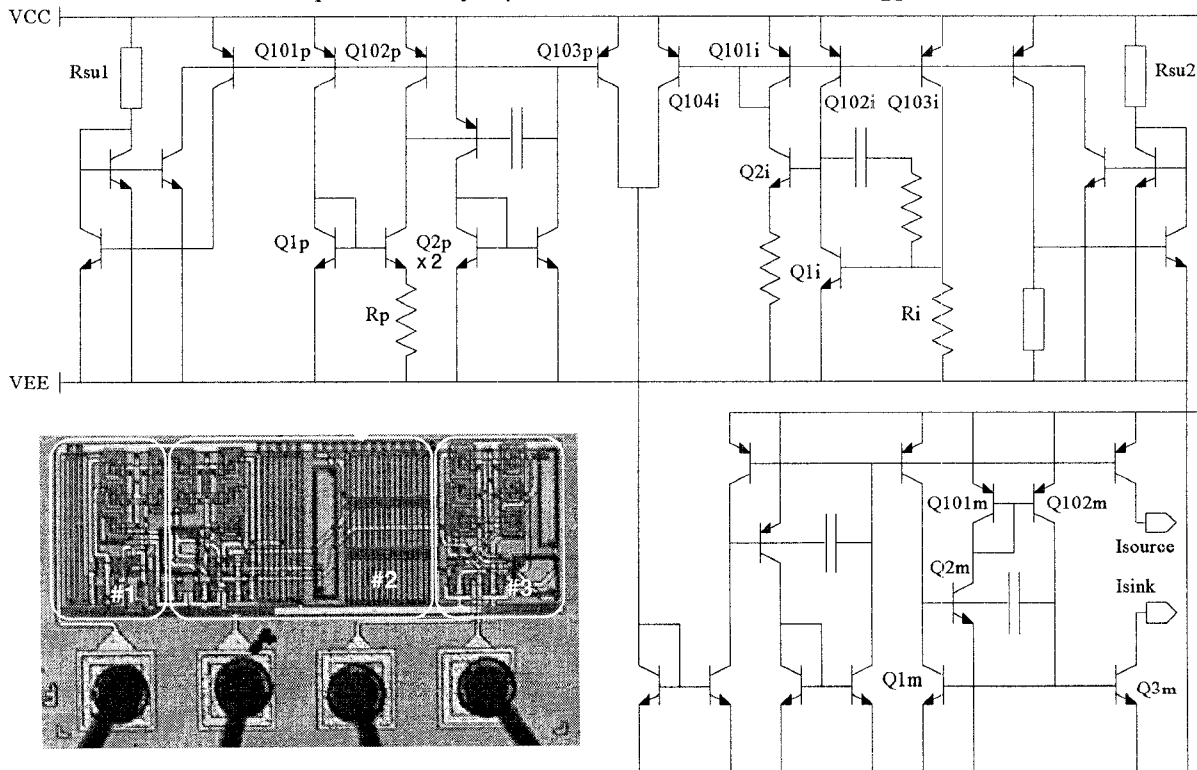 VCC
Rsu1
Q101p
Q102p
Q103p
Q104i
Q101i
Q102i
Q103i
Rsu2
Q2i
Q1p
Q2p
x 2
Q1i
Rp
Ri
VEE
Q101m
Q102m
Isource
Q2m
Isink
Q1m
Q3m
#1
#2
#3